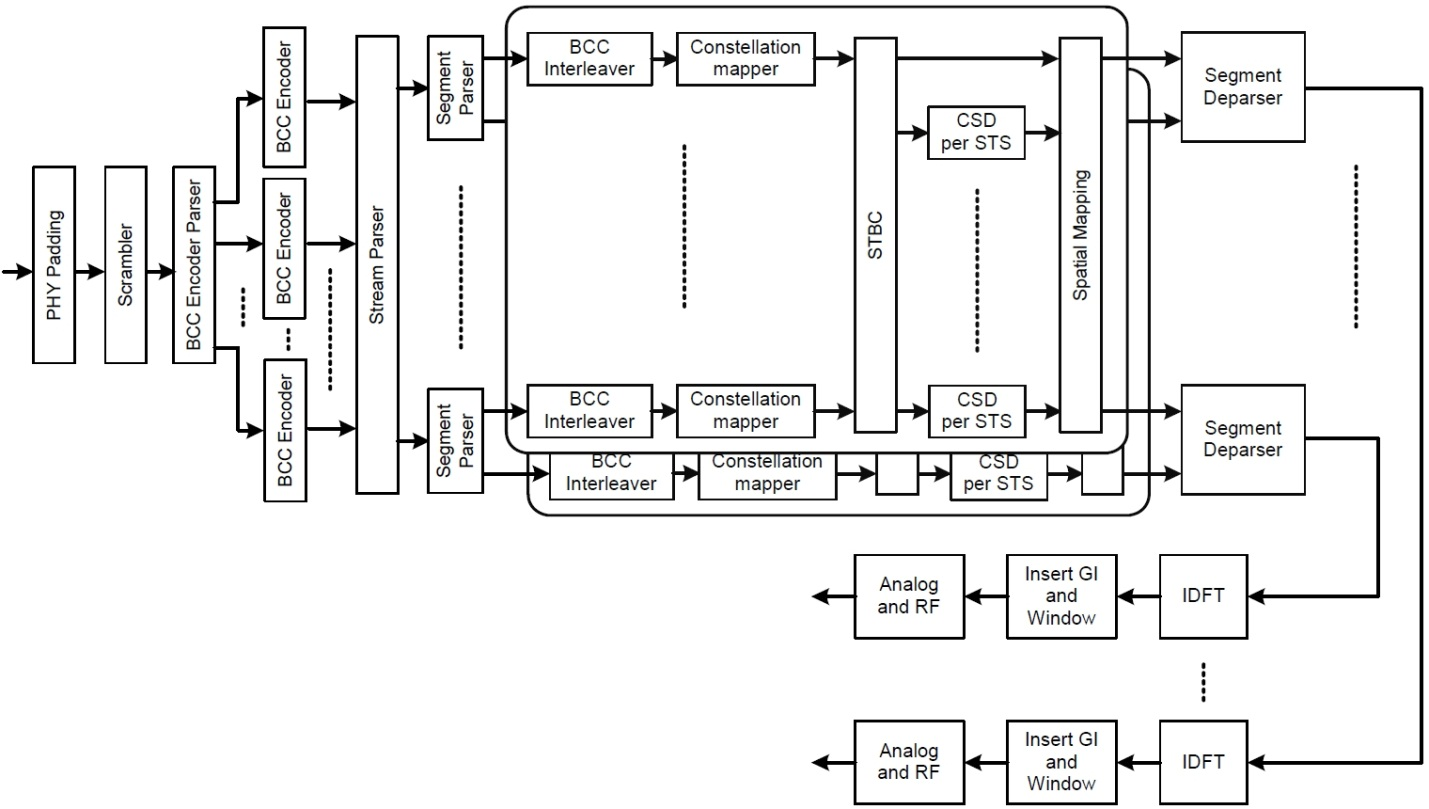 PHY Padding
Scrambler
BCC Encoder Parser
BCC Encoder
BCC Encoder
BCC Encoder
Stream Parser
Segment
Parser
Segment
Parser
BCC
Interleaver
Constellation
mapper
STBC
CSD
per STS
Spatial Mapping
Segment
Deparser
BCC
Interleaver
Constellation
mapper
CSD
per STS
Segment
Deparser
BCC
Interleaver
Constellation
mapper
CSD
per STS
Analog
and RF
Insert GI
and
Window
IDFT
Analog
and RF
Insert GI
and
Window
IDFT